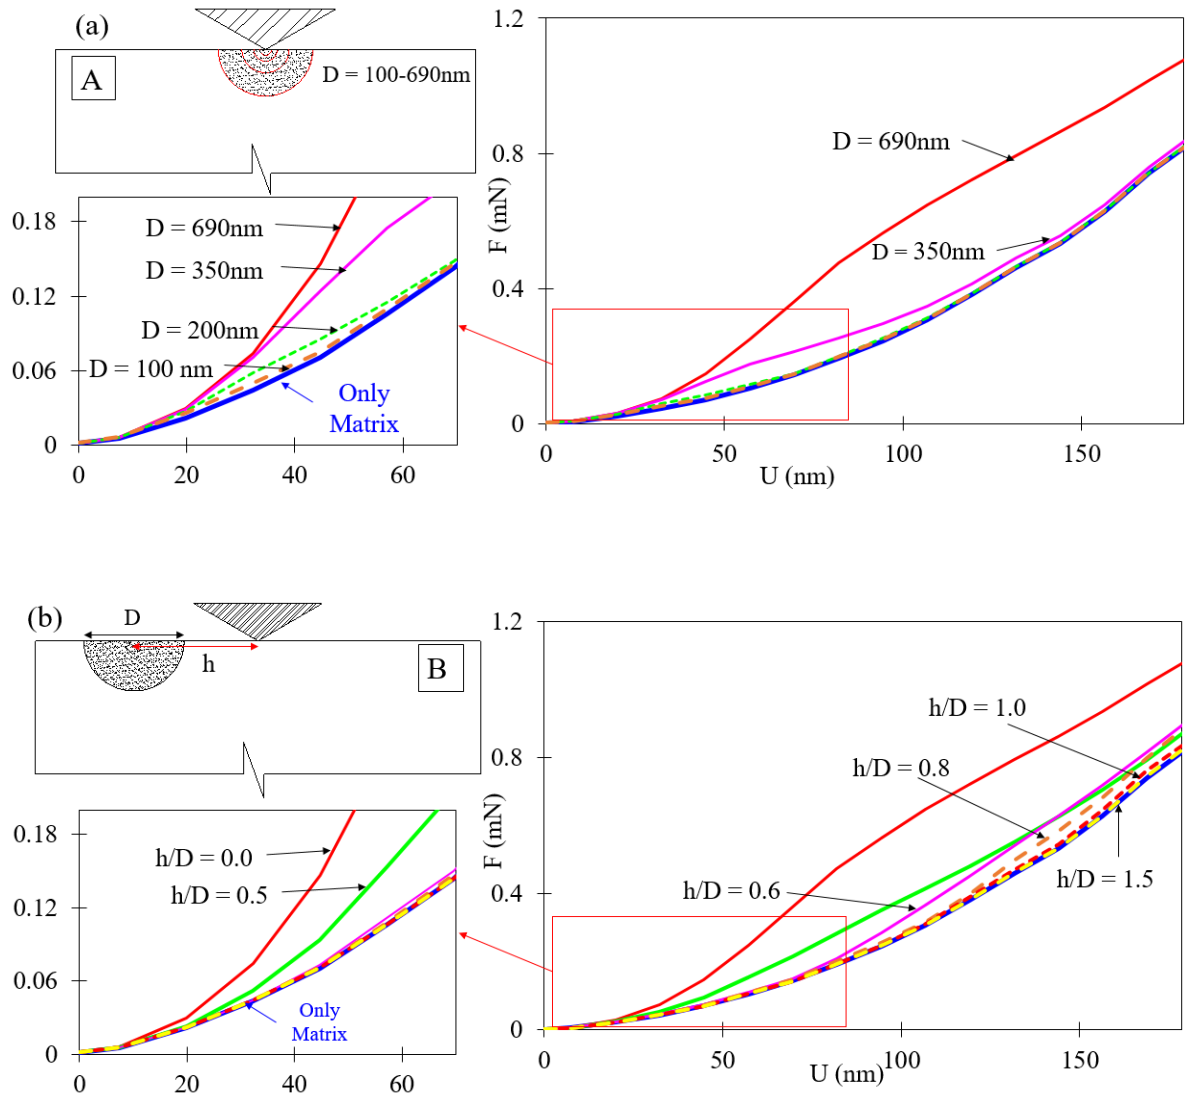 (a)
A
D = 100-690nm
0.18
0.12
0.06
0
D = 690nm
D = 350nm
D = 200nm
D = 100 nm
Only
Matrix
0
20
40
60
1.2
0.8
0.4
0
F (mN)
D = 690nm
D = 350nm
0
50
100
150
U (nm)
(b)
D
h
B
0.18
0.12
0.06
0
h/D = 0.0
h/D = 0.5
Only
Matrix
0
20
40
60
1.2
0.8
0.4
0
F (mN)
h/D = 1.0
h/D = 0.8
h/D = 0.6
h/D = 1.5
0
50
100
150
U (nm)